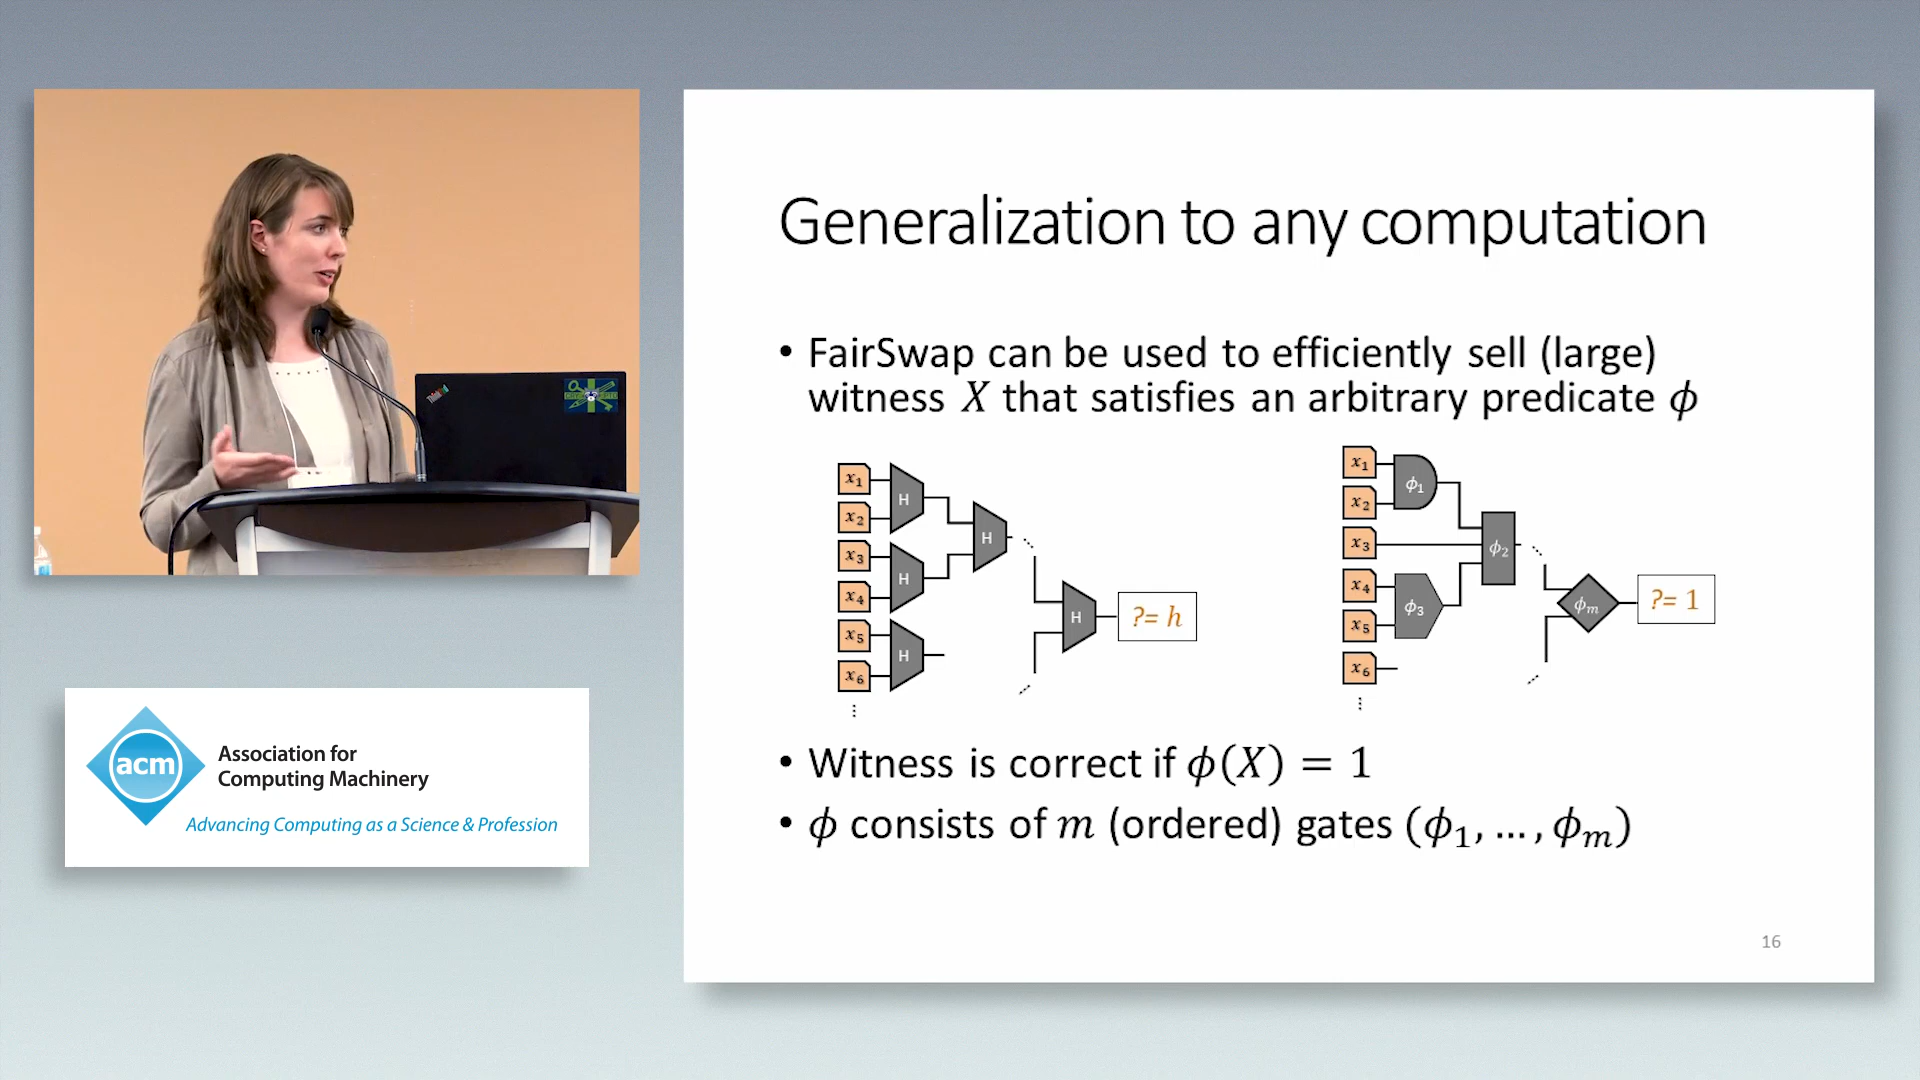 ThinkPad
acm
Association for
Computing Machinery
Advancing Computing as a Science & Profession
Generalization to any computation
• FairSwap can be used to efficiently sell (large)
witness X that satisfies an arbitrary predicate ϕ
x₁
x₂
x₃
x₄
x₅
x₆
⋮
H
H
H
H
H
?= h
x₁
x₂
x₃
x₄
x₅
x₆
⋮
ϕ₁
ϕ₂
ϕ₃
ϕₘ
?= 1
• Witness is correct if ϕ(X) = 1
• ϕ consists of m (ordered) gates (ϕ₁, … , ϕₘ)
16